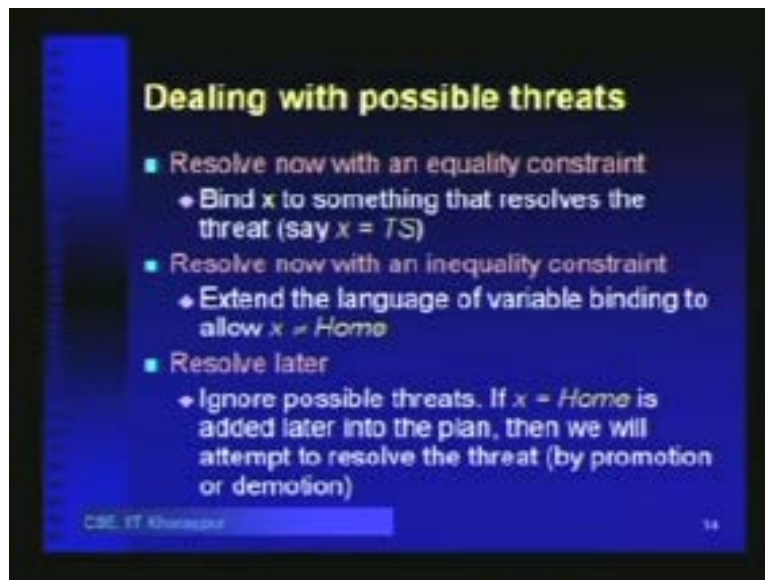 Dealing with possible threats
Resolve now with an equality constraint
Bind x to something that resolves the
threat (say x = TS)
Resolve now with an inequality constraint
Extend the language of variable binding to
allow x ≠ Home
Resolve later
Ignore possible threats. If x = Home is
added later into the plan, then we will
attempt to resolve the threat (by promotion
or demotion)
CSE, IIT Kharagpur